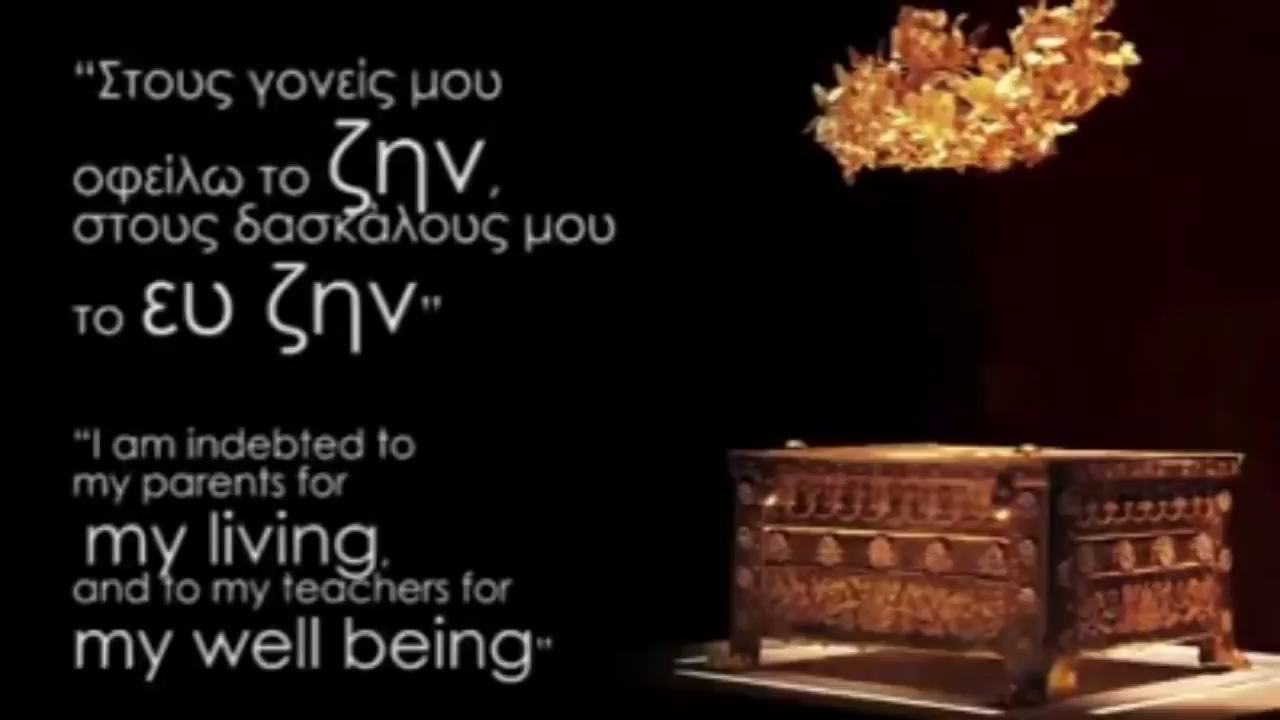 “Στους γονείς μου
οφείλω το ζην,
στους δασκάλους μου
το ευ ζην”
“I am indebted to
my parents for
my living,
and to my teachers for
my well being”